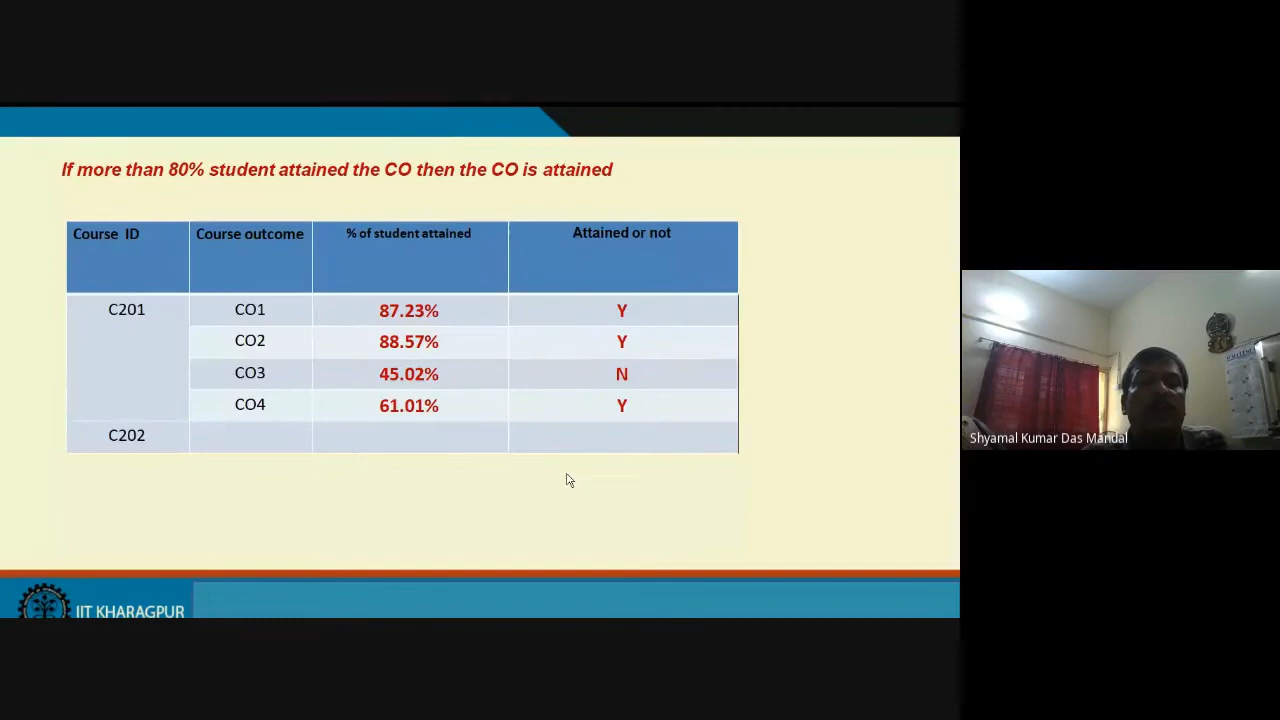 If more than 80% student attained the CO then the CO is attained
Course ID Course outcome % of student attained Attained or not
C201 CO1 87.23% Y
CO2 88.57% Y
CO3 45.02% N
CO4 61.01% Y
C202
Shyamal Kumar Das Mandal
IIT KHARAGPUR